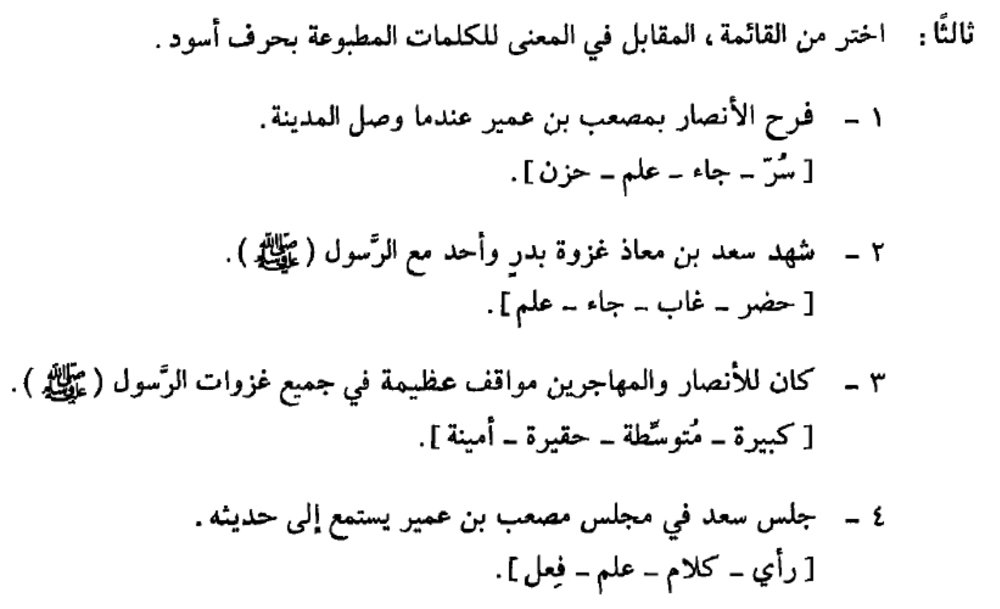 ثالثًا : اختر من القائمة ، المقابل في المعنى للكلمات المطبوعة بحرف أسود .
١ - فرح الأنصار بمصعب بن عمير عندما وصل المدينة .
[ سُرّ - جاء - علم - حزن ] .
٢ - شهد سعد بن معاذ غزوة بدرٍ وأحد مع الرَّسول ( ﷺ ) .
[ حضر - غاب - جاء - علم ] .
٣ - كان للأنصار والمهاجرين مواقف عظيمة في جميع غزوات الرَّسول ( ﷺ ) .
[ كبيرة - مُتوسِّطة - حقيرة - أمينة ] .
٤ - جلس سعد في مجلس مصعب بن عمير يستمع إلى حديثه .
[ رأي - كلام - علم - فِعل ] .